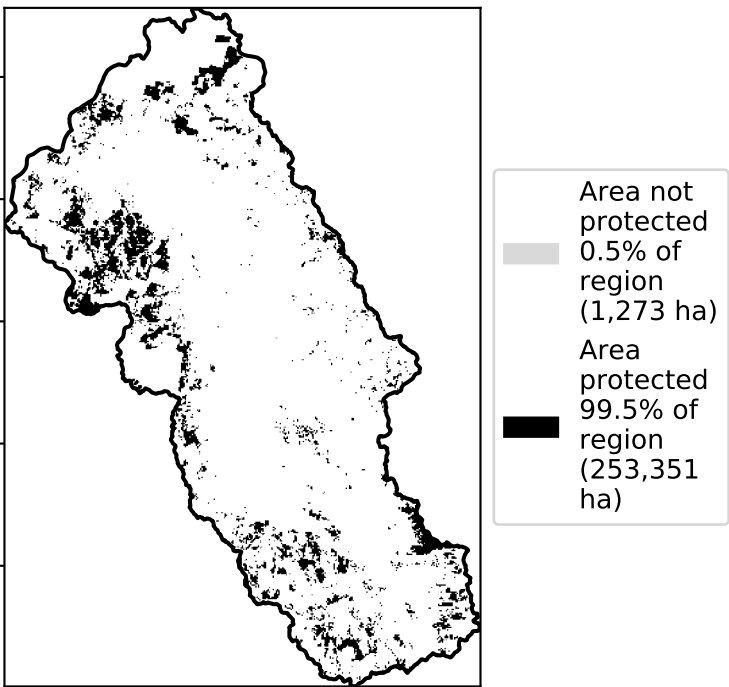 Area not
protected
0.5% of
region
(1,273 ha)
Area
protected
99.5% of
region
(253,351
ha)